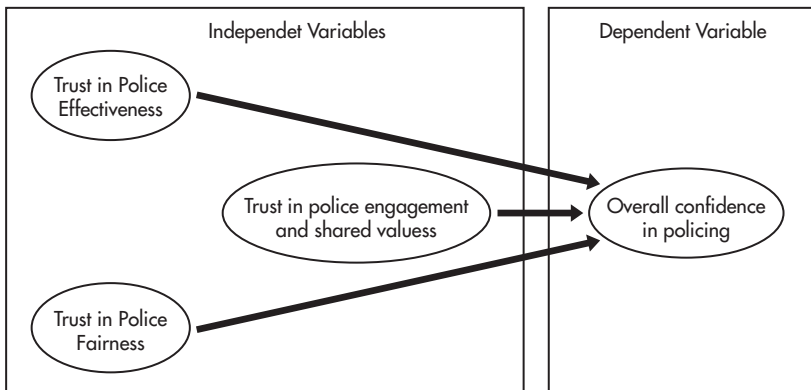 Independet Variables
Dependent Variable
Trust in Police
Effectiveness
Trust in police engagement
and shared valuess
Overall confidence
in policing
Trust in Police
Fairness